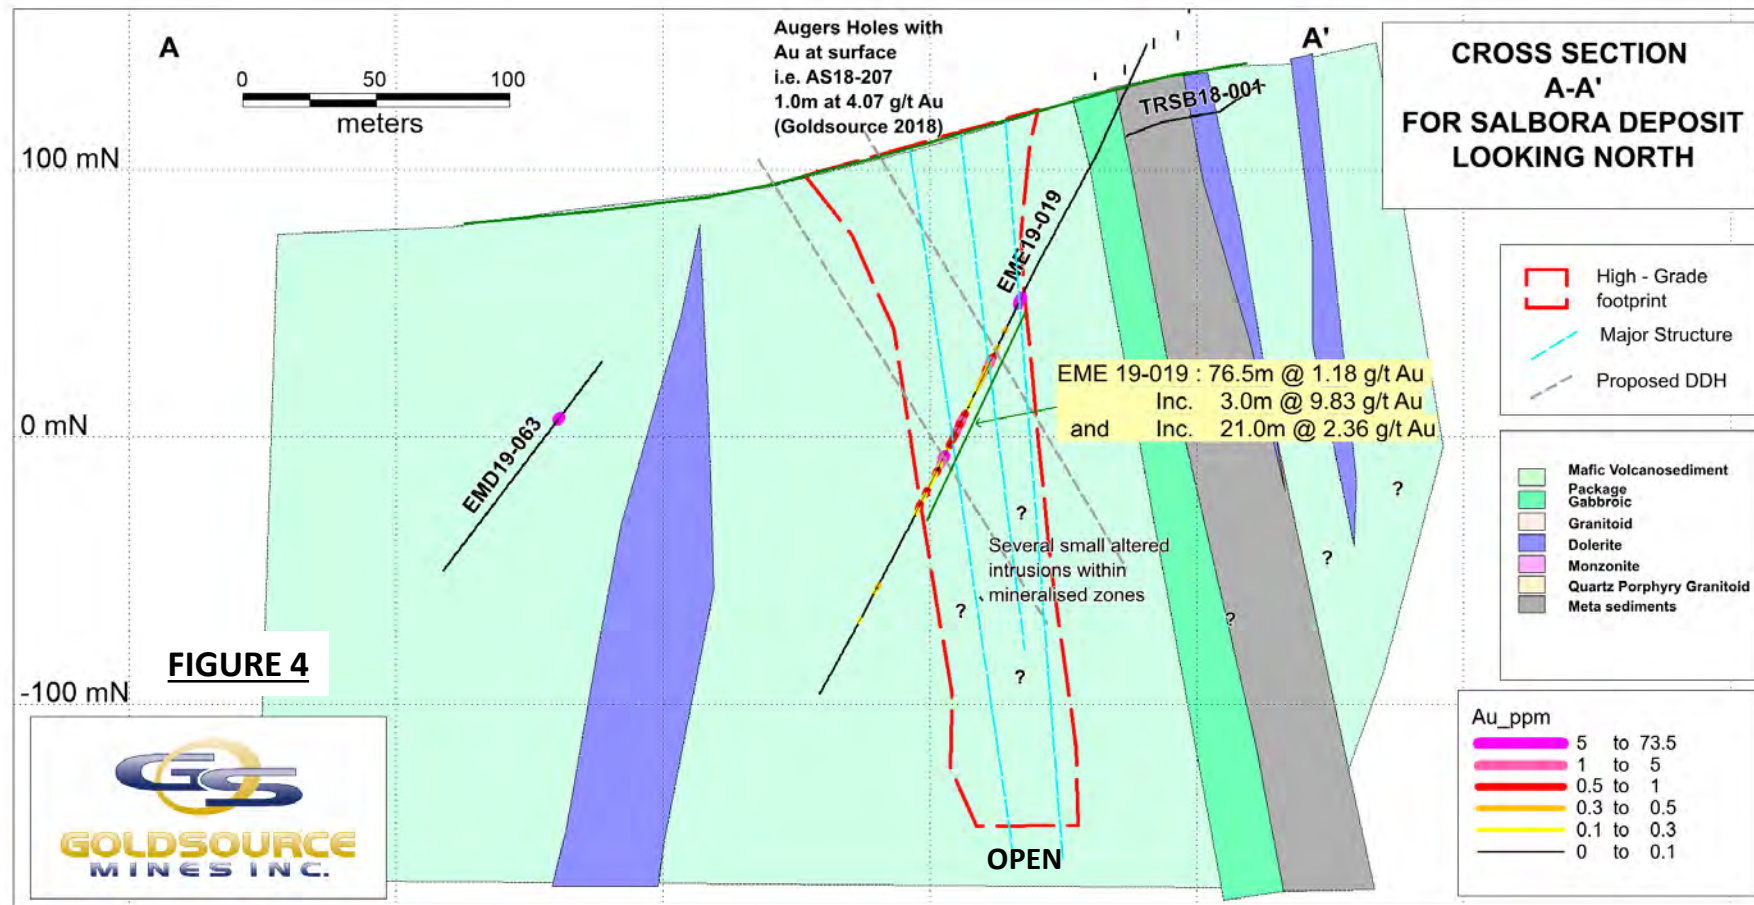 A
0 50 100
meters
Augers Holes with
Au at surface
i.e. AS18-207
1.0m at 4.07 g/t Au
(Goldsource 2018)
A'
CROSS SECTION
A-A'
FOR SALBORA DEPOSIT
LOOKING NORTH
TRSB18-001
100 mN
EME19-019
High - Grade
footprint
Major Structure
Proposed DDH
EME 19-019 : 76.5m @ 1.18 g/t Au
Inc. 3.0m @ 9.83 g/t Au
and Inc. 21.0m @ 2.36 g/t Au
0 mN
EMD19-063
Mafic Volcanosediment
Package
Gabbroic
Granitoid
Dolerite
Monzonite
Quartz Porphyry Granitoid
Meta sediments
?
?
?
Several small altered
intrusions within
mineralised zones
?
?
?
FIGURE 4
-100 mN
Au_ppm
5 to 73.5
1 to 5
0.5 to 1
0.3 to 0.5
0.1 to 0.3
0 to 0.1
GS
GOLDSOURCE
MINES INC.
OPEN